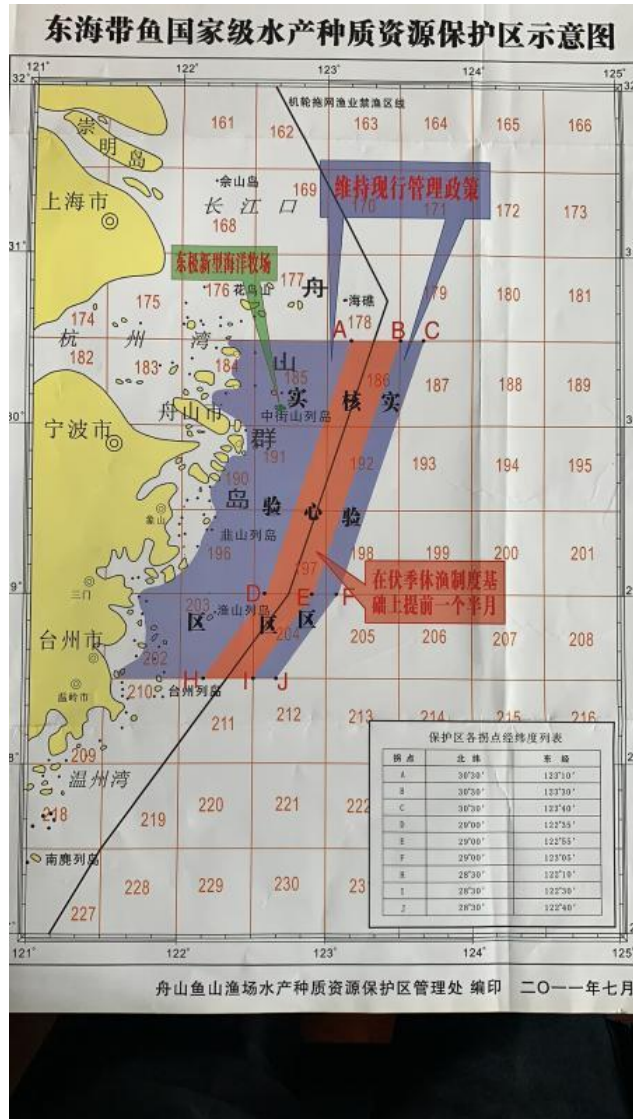 东海带鱼国家级水产种质资源保护区示意图
121° 122° 123° 124° 125°
32°
机轮拖网渔业禁渔区线
161 162 163 164 165 166
崇明岛
上海市
佘山岛
长江口
168 169 170 171 172 173
维持现行管理政策
31°
东极新型海洋牧场
174 175 176 177 178 179 180 181
花鸟山
舟山群岛
海礁
A B C
杭州湾
182 183 184 185 186 187 188 189
30°
舟山市
宁波市
中街山列岛
实验区
核心区
实验区
190 191 192 193 194 195
象山
韭山列岛
196 197 198 199 200 201
在伏季休渔制度基
础上提前一个半月
三门
D E F
台州市
渔山列岛
202 203 204 205 206 207 208
温岭市
H I J
台州列岛
210 211 212 213 214 215 216
209
温州湾
218 219 220 221 222
南麂列岛
227 228 229 230
121° 122° 123° 124° 125°
保护区各拐点经纬度列表
拐点 北纬 东经
A 30°30′ 123°10′
B 30°30′ 123°30′
C 30°30′ 123°40′
D 29°00′ 122°35′
E 29°00′ 122°55′
F 29°00′ 123°05′
H 28°30′ 122°10′
I 28°30′ 122°30′
J 28°30′ 122°40′
舟山鱼山渔场水产种质资源保护区管理处 编印 二〇一一年七月